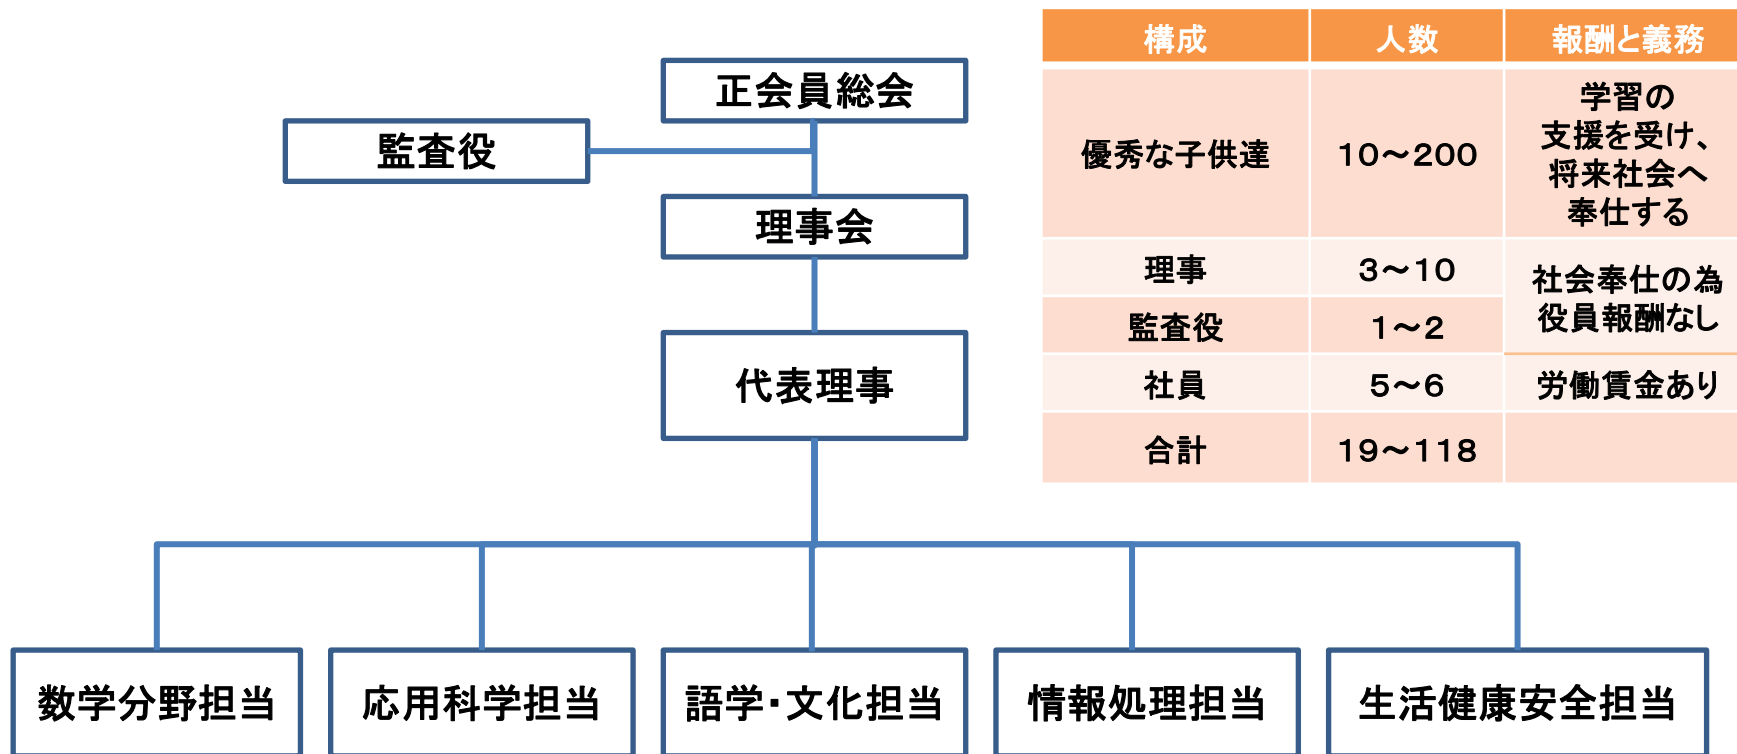 正会員総会
監査役
理事会
代表理事
数学分野担当
応用科学担当
語学・文化担当
情報処理担当
生活健康安全担当
構成 人数 報酬と義務
優秀な子供達 10～200
学習の
支援を受け、
将来社会へ
奉仕する
理事 3～10
監査役 1～2
社会奉仕の為
役員報酬なし
社員 5～6 労働賃金あり
合計 19～118